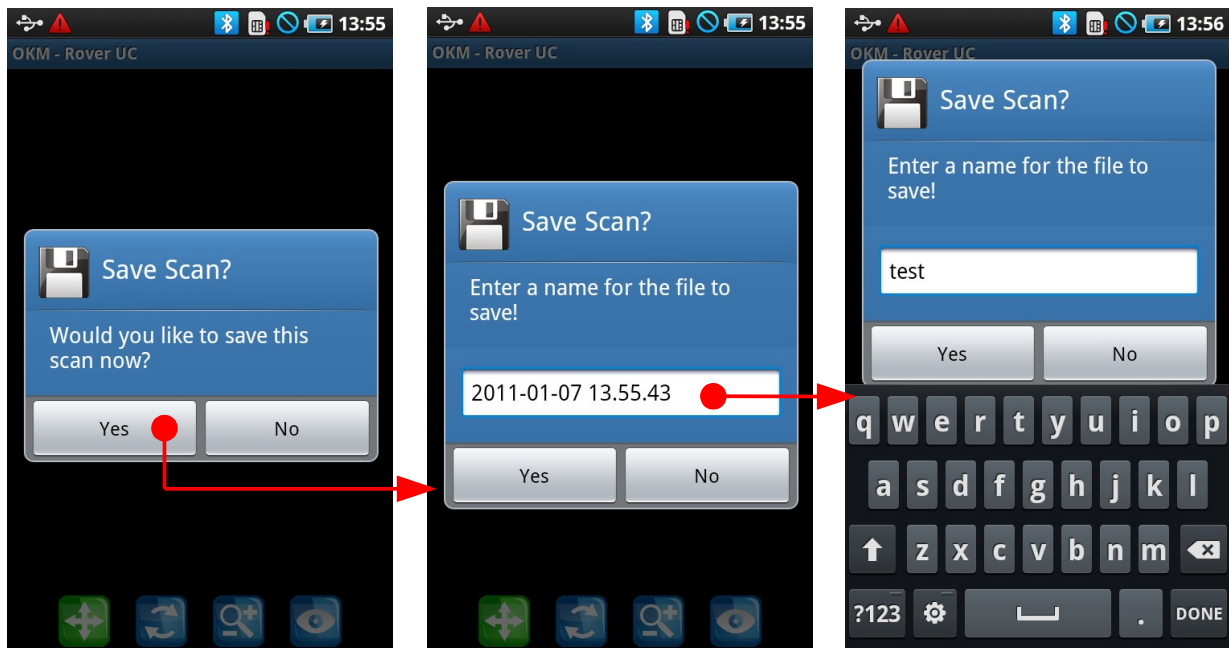 13:55
OKM - Rover UC
Save Scan?
Would you like to save this
scan now?
Yes No
13:55
OKM - Rover UC
Save Scan?
Enter a name for the file to
save!
2011-01-07 13.55.43
Yes No
13:56
OKM - Rover UC
Save Scan?
Enter a name for the file to
save!
test
Yes No
q w e r t y u i o p
a s d f g h j k l
z x c v b n m
?123 . DONE